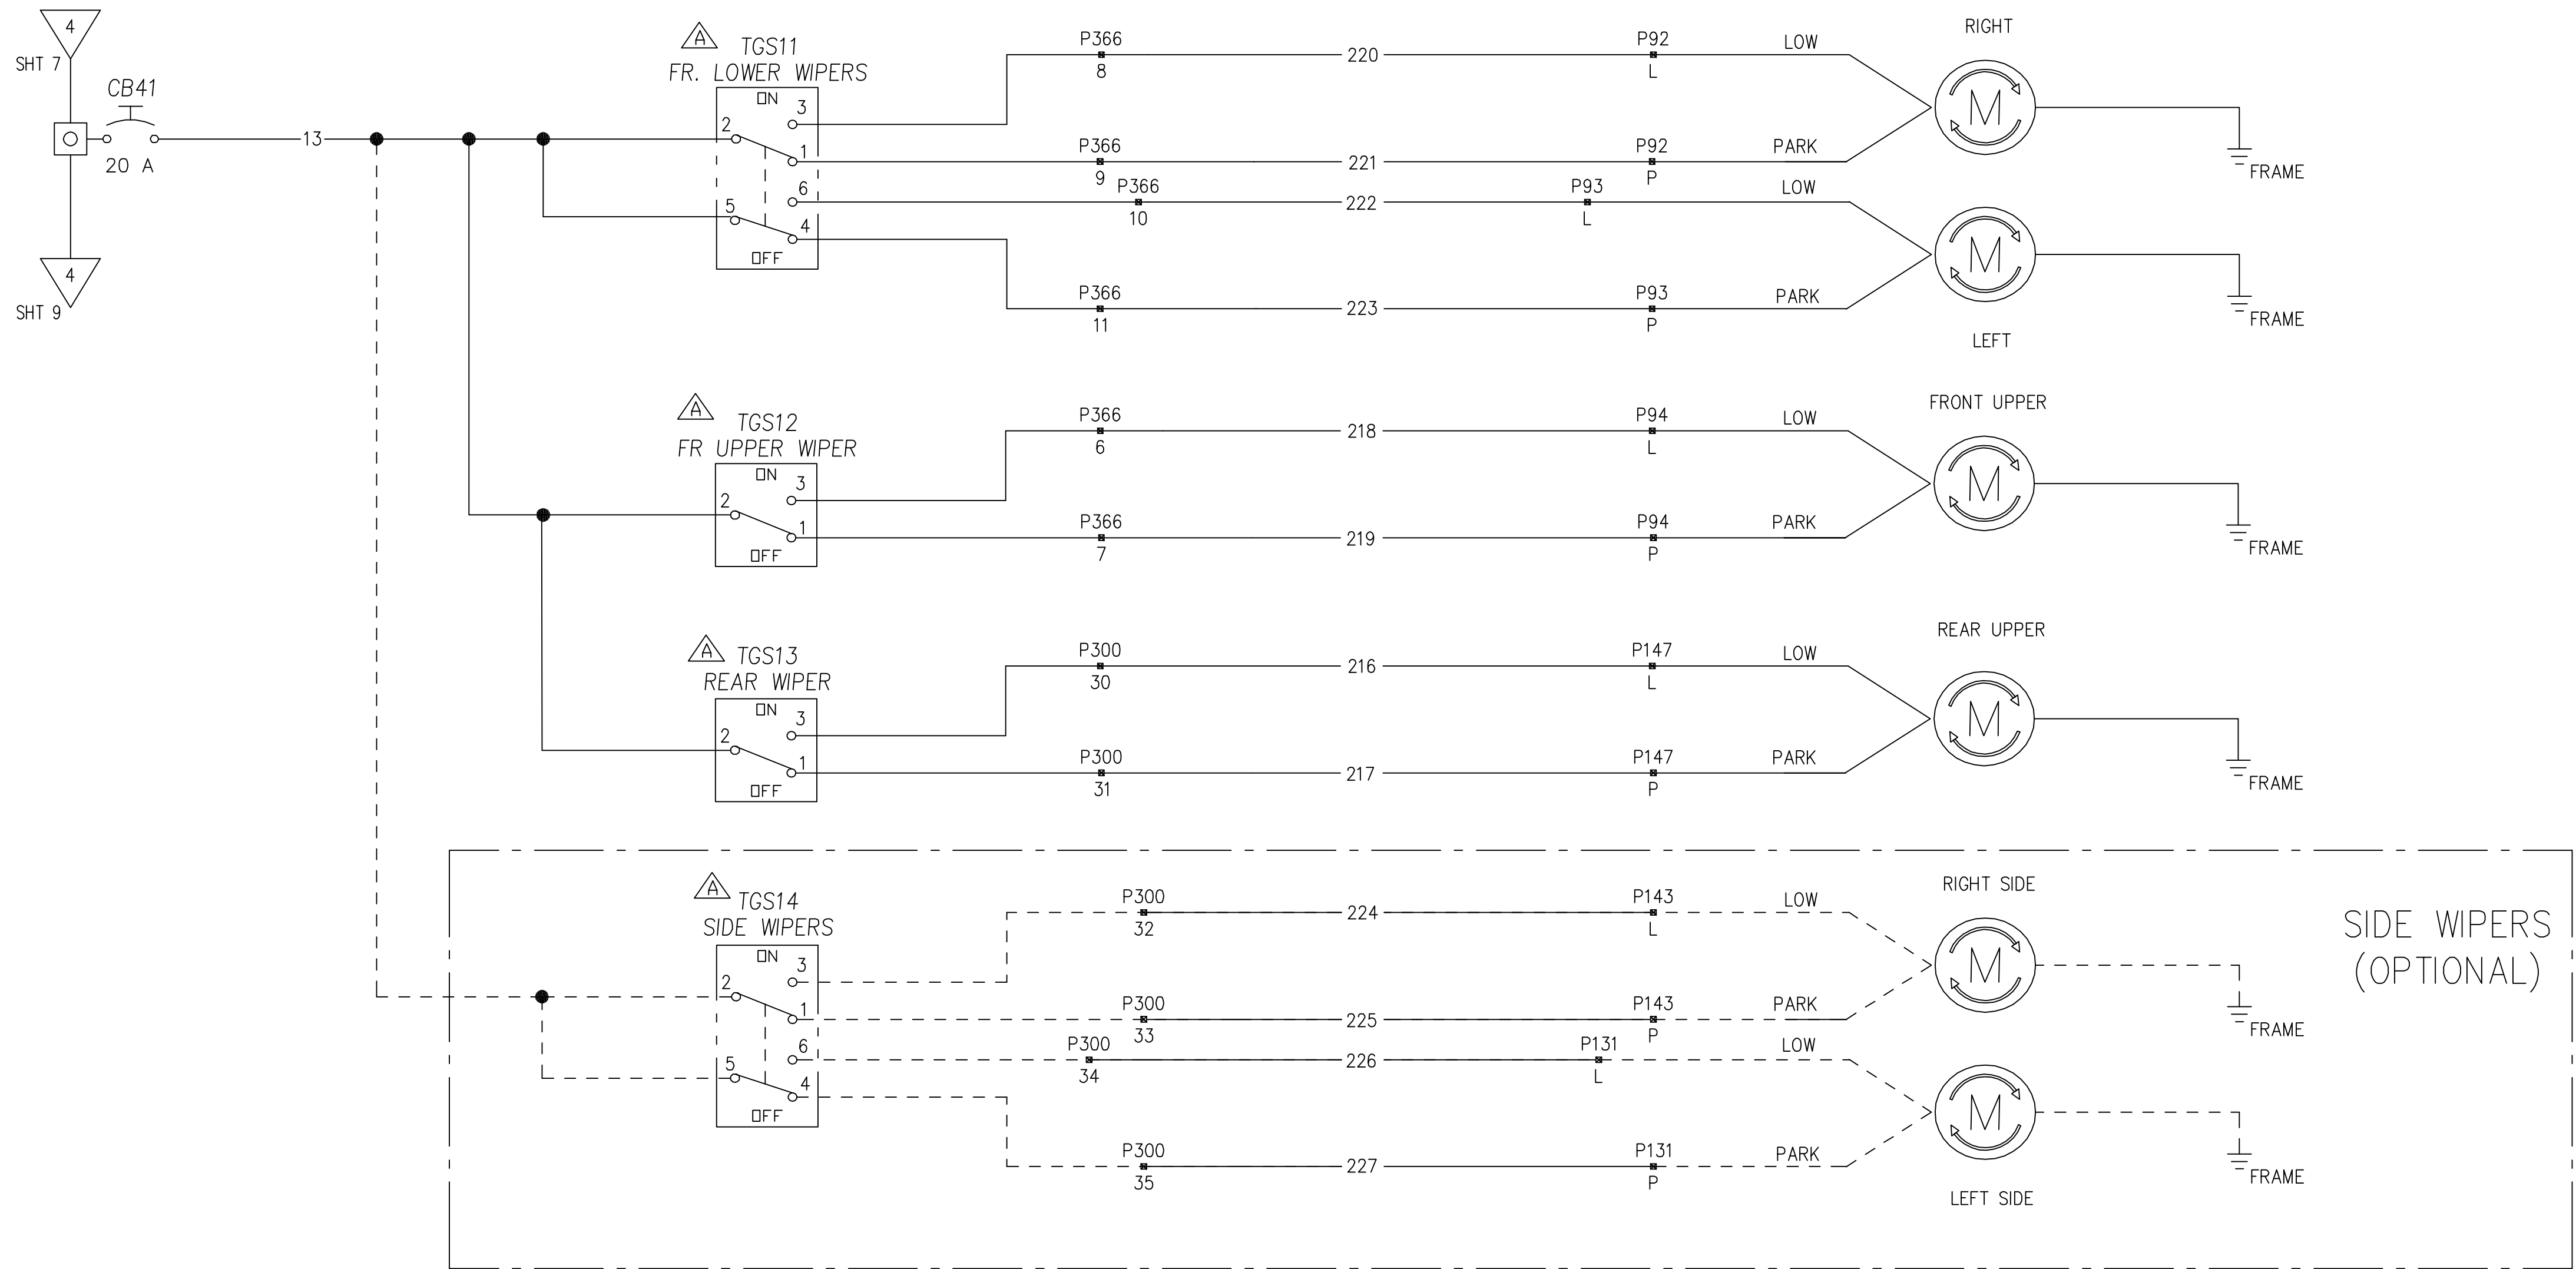 4
SHT 7
CB41
20 A
13
4
SHT 9
A
TGS11
FR. LOWER WIPERS
ON
2
3
1
6
5
4
OFF
P366
8
220
P92
L
LOW
RIGHT
M
FRAME
P366
9
221
P92
P
PARK
P366
10
222
P93
L
LOW
M
FRAME
P366
11
223
P93
P
PARK
LEFT
A
TGS12
FR UPPER WIPER
ON
2
3
1
OFF
P366
6
218
P94
L
LOW
FRONT UPPER
M
FRAME
P366
7
219
P94
P
PARK
A
TGS13
REAR WIPER
ON
2
3
1
OFF
P300
30
216
P147
L
LOW
REAR UPPER
M
FRAME
P300
31
217
P147
P
PARK
A
TGS14
SIDE WIPERS
ON
2
3
1
6
5
4
OFF
P300
32
224
P143
L
LOW
RIGHT SIDE
M
FRAME
P300
33
225
P143
P
PARK
P300
34
226
P131
L
LOW
M
FRAME
P300
35
227
P131
P
PARK
LEFT SIDE
SIDE WIPERS
(OPTIONAL)